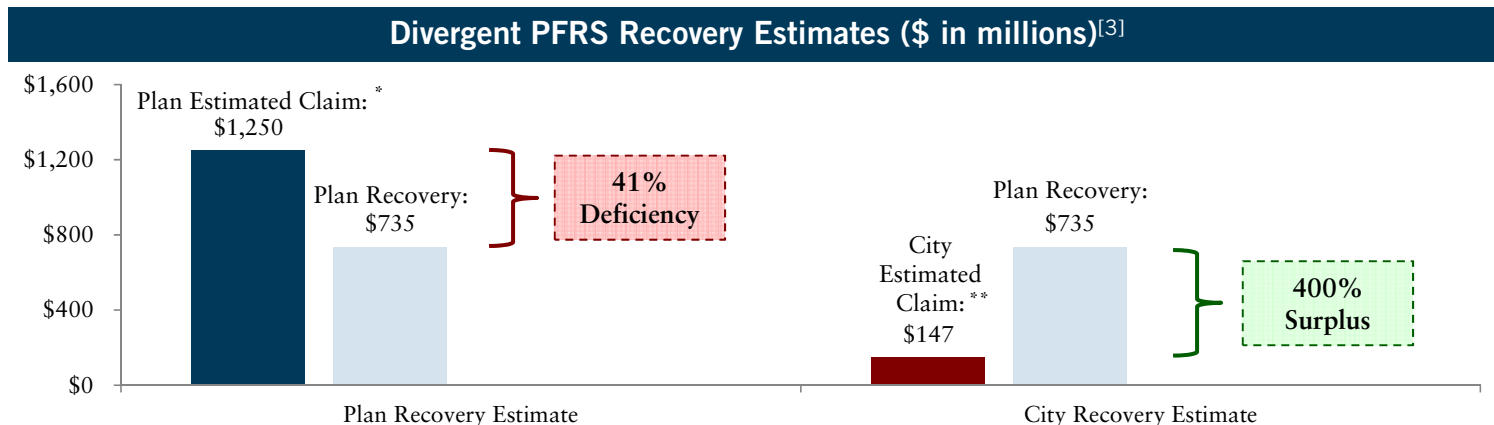 Divergent PFRS Recovery Estimates ($ in millions)[3]
$1,600
$1,200
$800
$400
$0
Plan Estimated Claim: *
$1,250
Plan Recovery:
$735
41%
Deficiency
City
Estimated
Claim: **
$147
Plan Recovery:
$735
400%
Surplus
Plan Recovery Estimate
City Recovery Estimate